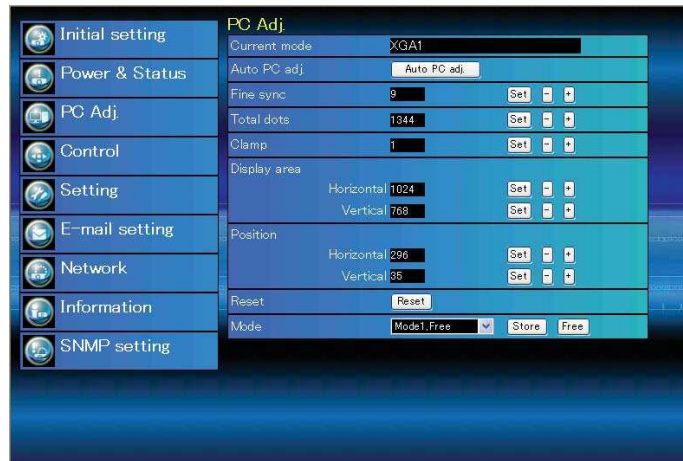 Initial setting
Power & Status
PC Adj.
Control
Setting
E-mail setting
Network
Information
SNMP setting
PC Adj.
Current mode XGA1
Auto PC adj. Auto PC adj.
Fine sync 9 Set - +
Total dots 1344 Set - +
Clamp 1 Set - +
Display area
Horizontal 1024 Set - +
Vertical 768 Set - +
Position
Horizontal 296 Set - +
Vertical 35 Set - +
Reset Reset
Mode Mode1,Free Store Free